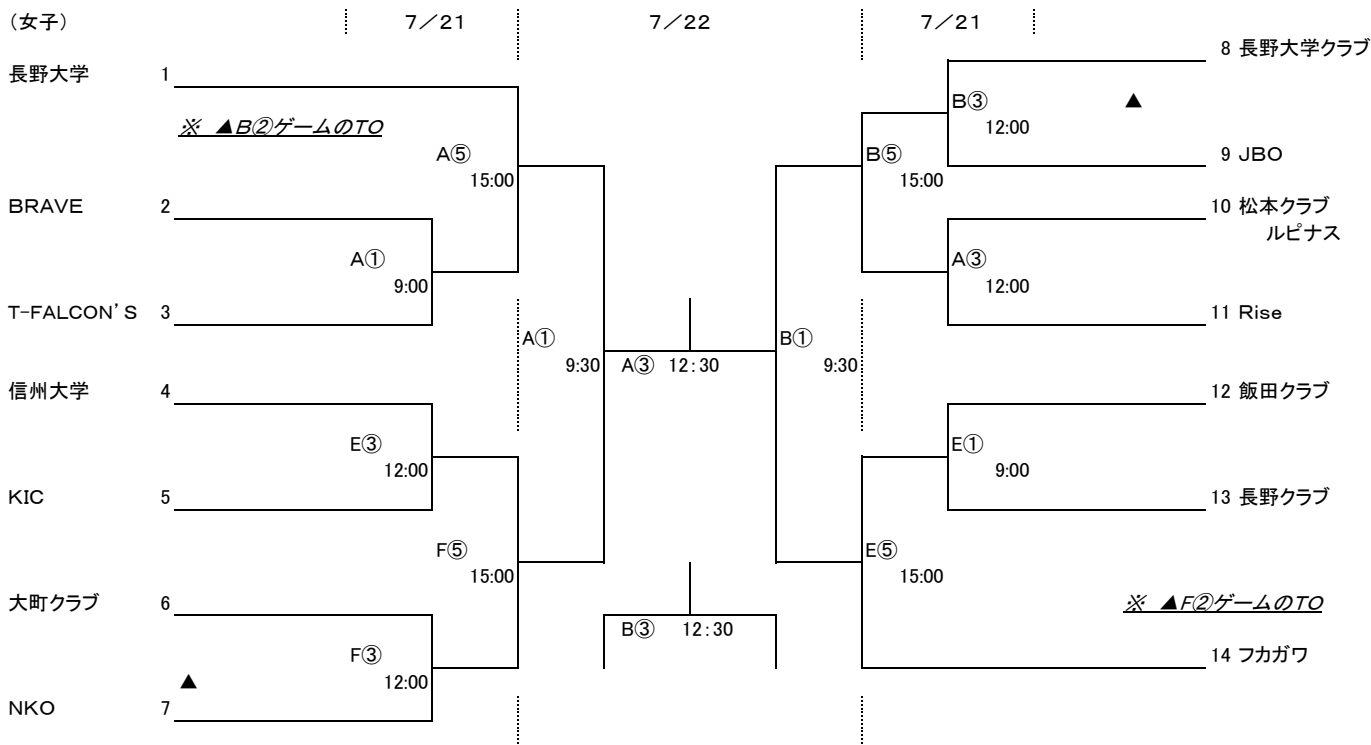 （女子）
7／21
7／22
7／21
長野大学 1
※ ▲B②ゲームのTO
A⑤
15:00
BRAVE 2
A①
9:00
T-FALCON'S 3
A①
9:30
信州大学 4
E③
12:00
KIC 5
F⑤
15:00
大町クラブ 6
F③
12:00
▲
NKO 7
A③ 12:30
B③ 12:30
8 長野大学クラブ
B③
12:00
▲
9 JBO
B⑤
15:00
10 松本クラブ
ルピナス
A③
12:00
11 Rise
B①
9:30
12 飯田クラブ
E①
9:00
13 長野クラブ
E⑤
15:00
※ ▲F②ゲームのTO
14 フカガワ